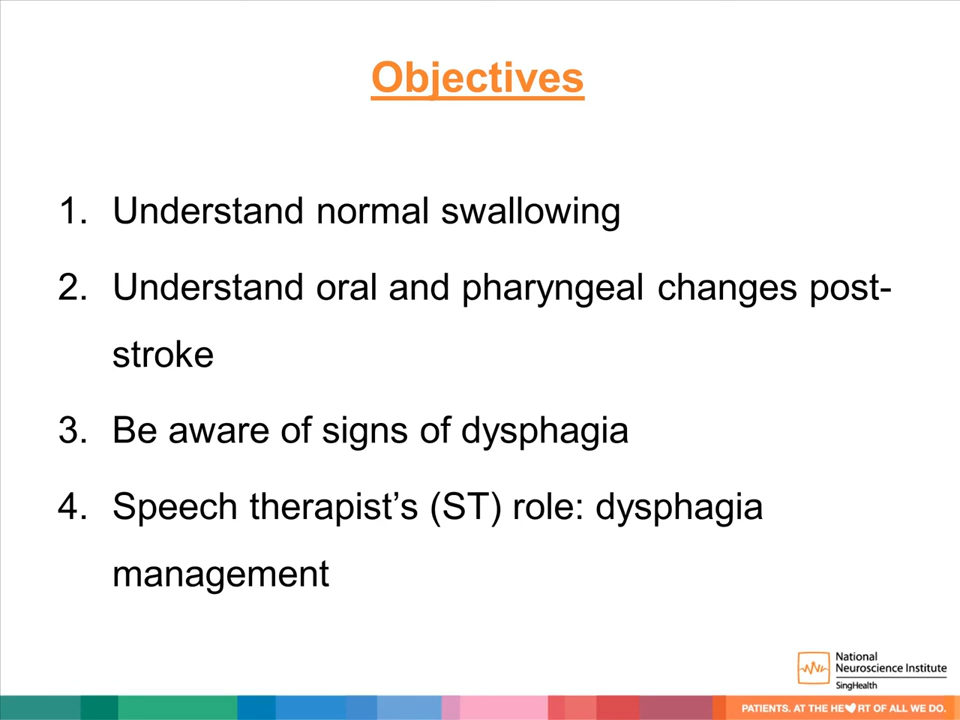 Objectives
1. Understand normal swallowing
2. Understand oral and pharyngeal changes post-
stroke
3. Be aware of signs of dysphagia
4. Speech therapist’s (ST) role: dysphagia
management
National
Neuroscience Institute
SingHealth
PATIENTS. AT THE HE♥RT OF ALL WE DO.